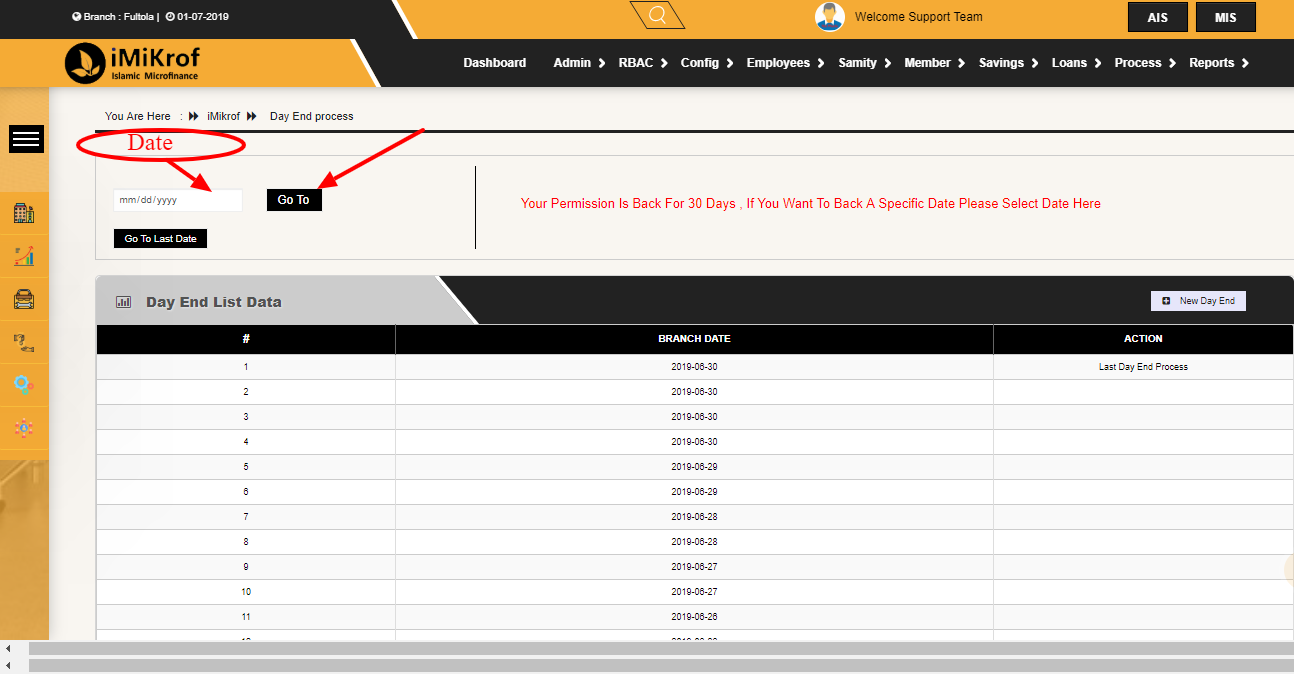 Branch : Fultola | 01-07-2019
Welcome Support Team
AIS
MIS
iMiKrof
Islamic Microfinance
Dashboard Admin RBAC Config Employees Samity Member Savings Loans Process Reports
You Are Here : iMikrof Day End process
Date
mm/dd/yyyy
Go To
Your Permission Is Back For 30 Days , If You Want To Back A Specific Date Please Select Date Here
Go To Last Date
Day End List Data
New Day End
# BRANCH DATE ACTION
1 2019-06-30 Last Day End Process
2 2019-06-30
3 2019-06-30
4 2019-06-30
5 2019-06-29
6 2019-06-29
7 2019-06-28
8 2019-06-28
9 2019-06-27
10 2019-06-27
11 2019-06-26